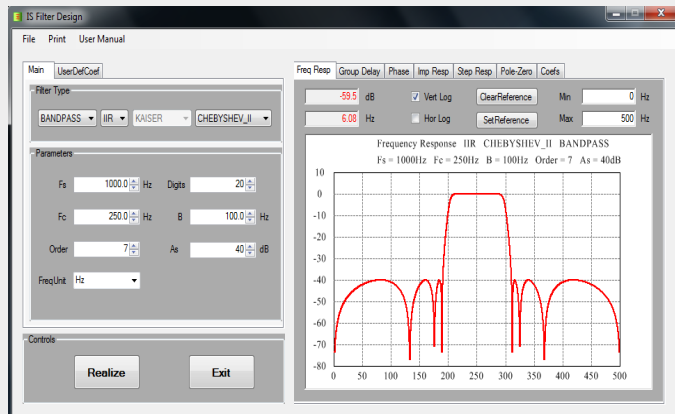 IS Filter Design
File Print User Manual
Main UserDefCoef
Filter Type
BANDPASS IIR KAISER CHEBYSHEV_II
Parameters
Fs 1000.0 Hz Digits 20
Fc 250.0 Hz B 100.0 Hz
Order 7 As 40 dB
FreqUnit Hz
Controls
Realize Exit
Freq Resp Group Delay Phase Imp Resp Step Resp Pole-Zero Coefs
-59.5 dB Vert Log ClearReference Min 0 Hz
6.08 Hz Hor Log SetReference Max 500 Hz
Frequency Response IIR CHEBYSHEV_II BANDPASS
Fs = 1000Hz Fc = 250Hz B = 100Hz Order = 7 As = 40dB
10
0
-10
-20
-30
-40
-50
-60
-70
-80
0 50 100 150 200 250 300 350 400 450 500